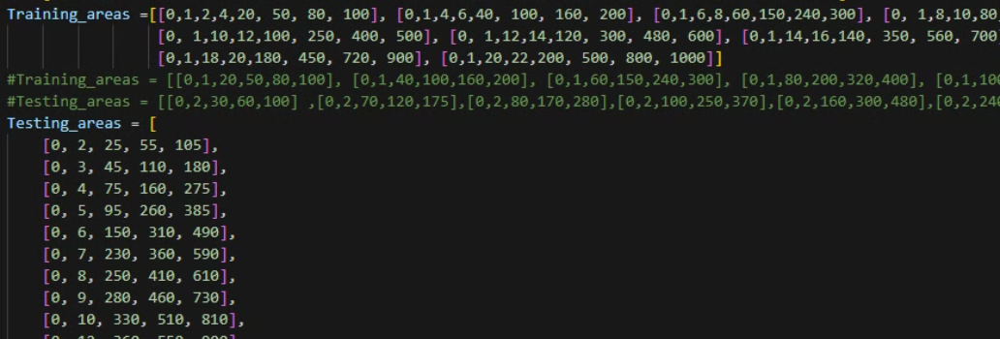 Training_areas =[[0,1,2,4,20, 50, 80, 100], [0,1,4,6,40, 100, 160, 200], [0,1,6,8,60,150,240,300], [0, 1,8,10,80
[0, 1,10,12,100, 250, 400, 500], [0, 1,12,14,120, 300, 480, 600], [0,1,14,16,140, 350, 560, 700
[0,1,18,20,180, 450, 720, 900], [0,1,20,22,200, 500, 800, 1000]]
#Training_areas = [[0,1,20,50,80,100], [0,1,40,100,160,200], [0,1,60,150,240,300], [0,1,80,200,320,400], [0,1,100
#Testing_areas = [[0,2,30,60,100] ,[0,2,70,120,175],[0,2,80,170,280],[0,2,100,250,370],[0,2,160,300,480],[0,2,240
Testing_areas = [
[0, 2, 25, 55, 105],
[0, 3, 45, 110, 180],
[0, 4, 75, 160, 275],
[0, 5, 95, 260, 385],
[0, 6, 150, 310, 490],
[0, 7, 230, 360, 590],
[0, 8, 250, 410, 610],
[0, 9, 280, 460, 730],
[0, 10, 330, 510, 810],